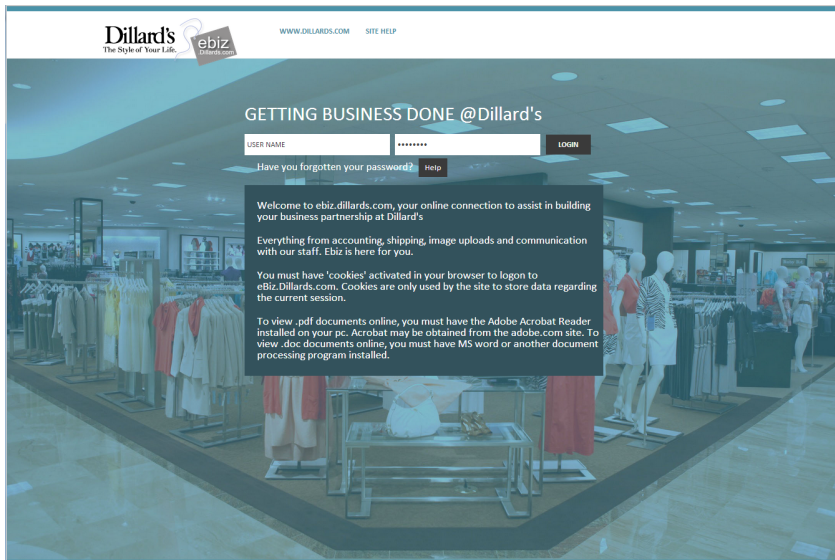 Dillard's
The Style of Your Life.
ebiz
Dillards.com
WWW.DILLARDS.COM SITE HELP
GETTING BUSINESS DONE @Dillard's
USER NAME •••••••• LOGIN
Have you forgotten your password? Help
Welcome to ebiz.dillards.com, your online connection to assist in building
your business partnership at Dillard's
Everything from accounting, shipping, image uploads and communication
with our staff. Ebiz is here for you.
You must have 'cookies' activated in your browser to logon to
eBiz.Dillards.com. Cookies are only used by the site to store data regarding
the current session.
To view .pdf documents online, you must have the Adobe Acrobat Reader
installed on your pc. Acrobat may be obtained from the adobe.com site. To
view .doc documents online, you must have MS word or another document
processing program installed.